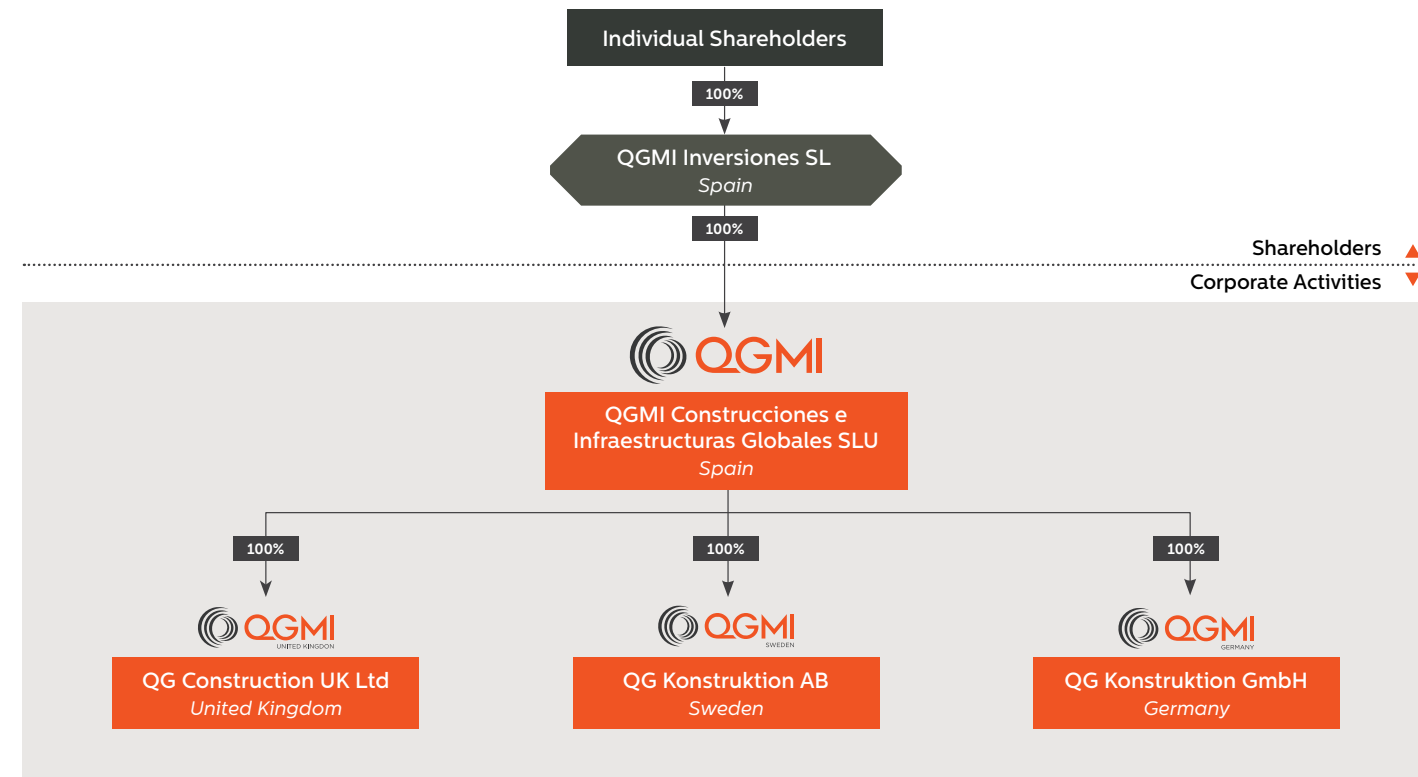 Individual Shareholders
100%
QGMI Inversiones SL
Spain
100%
Shareholders
Corporate Activities
QGMI
QGMI Construcciones e
Infraestructuras Globales SLU
Spain
100%
100%
100%
QGMI
UNITED KINGDOM
QGMI
SWEDEN
QGMI
GERMANY
QG Construction UK Ltd
United Kingdom
QG Konstruktion AB
Sweden
QG Konstruktion GmbH
Germany